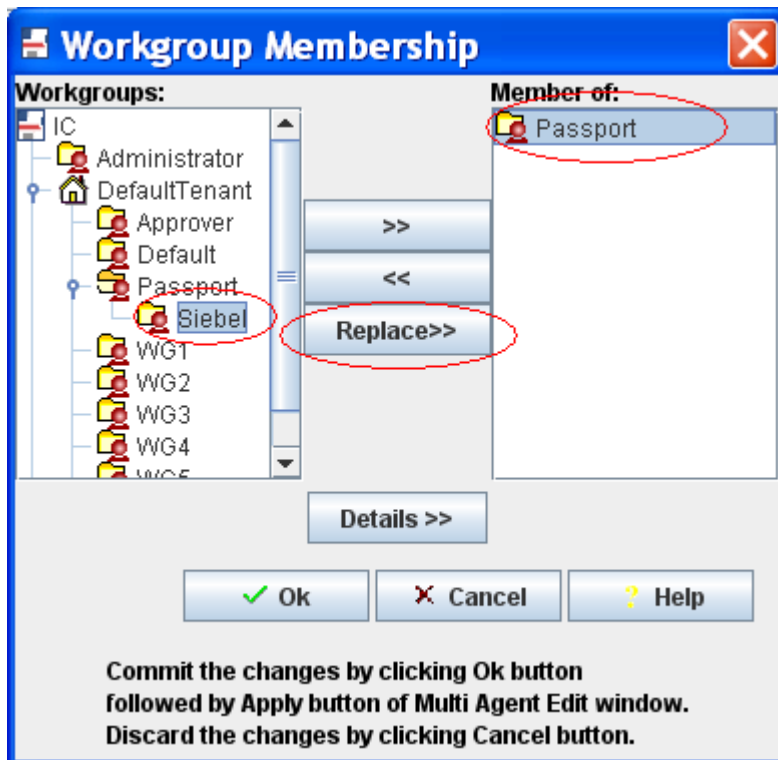 Workgroup Membership
Workgroups:
Member of:
IC
Administrator
DefaultTenant
Approver
Default
Passport
Siebel
WG1
WG2
WG3
WG4
WG5
>>
<<
Replace>>
Passport
Details >>
Ok
Cancel
? Help
Commit the changes by clicking Ok button
followed by Apply button of Multi Agent Edit window.
Discard the changes by clicking Cancel button.